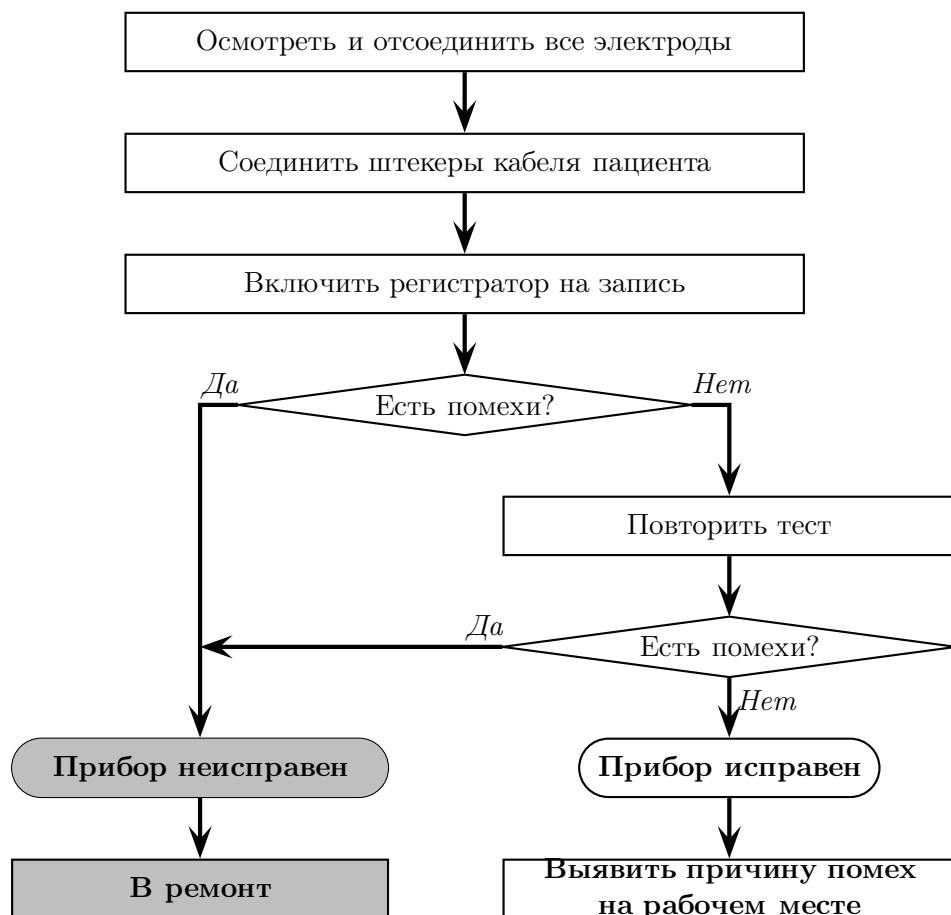 Осмотреть и отсоединить все электроды
Соединить штекеры кабеля пациента
Включить регистратор на запись
Да
Нет
Есть помехи?
Повторить тест
Да
Есть помехи?
Нет
Прибор неисправен
Прибор исправен
В ремонт
Выявить причину помех
на рабочем месте